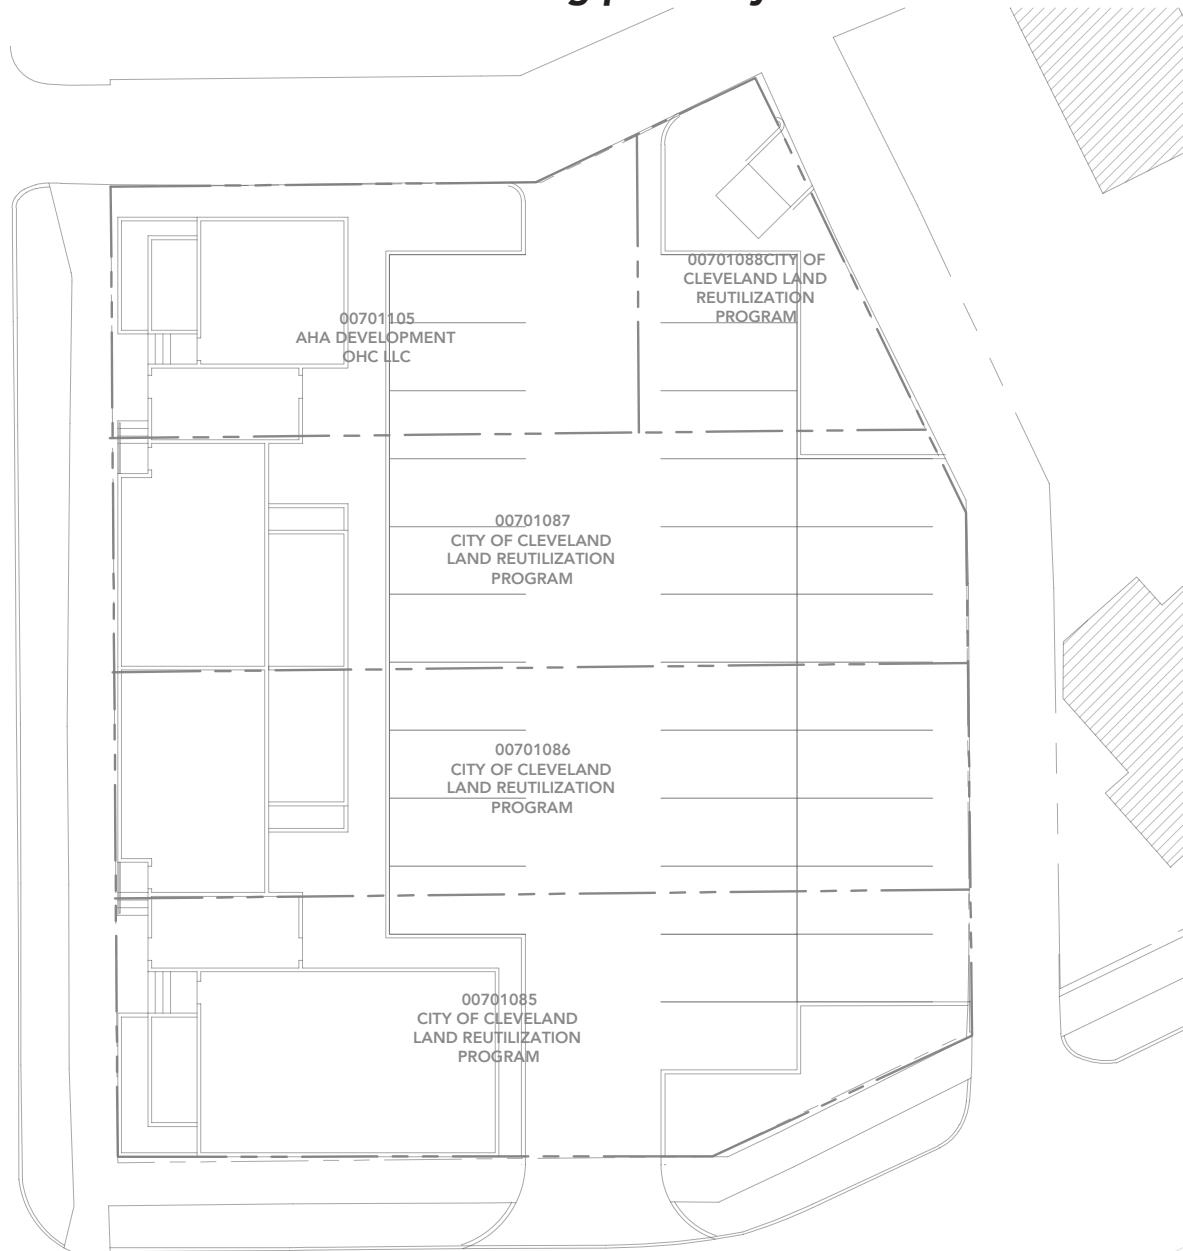 00701088CITY OF
CLEVELAND LAND
REUTILIZATION
PROGRAM
00701105
AHA DEVELOPMENT
OHC LLC
00701087
CITY OF CLEVELAND
LAND REUTILIZATION
PROGRAM
00701086
CITY OF CLEVELAND
LAND REUTILIZATION
PROGRAM
00701085
CITY OF CLEVELAND
LAND REUTILIZATION
PROGRAM